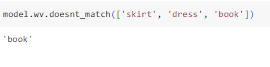 model.wv.doesnt_match(['skirt', 'dress', 'book'])
'book'